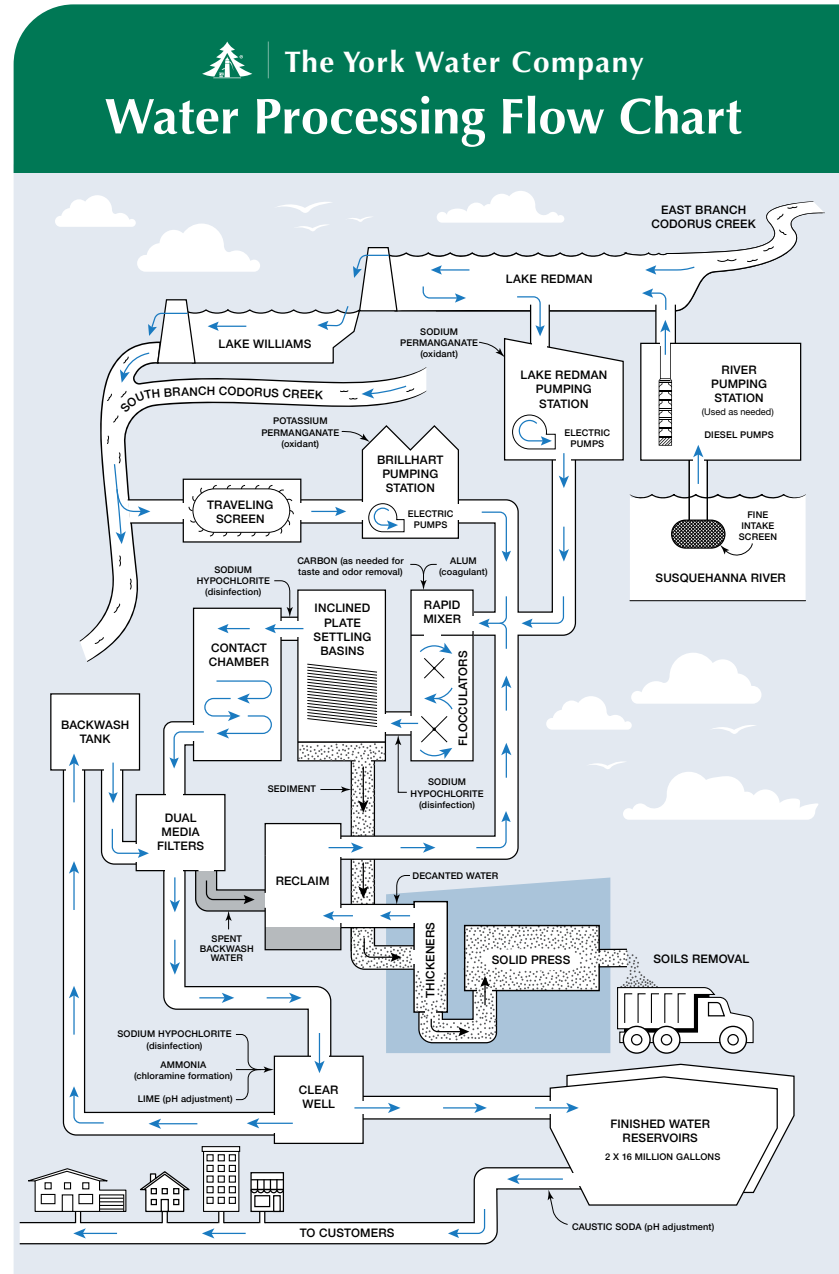 The York Water Company
Water Processing Flow Chart
EAST BRANCH
CODORUS CREEK
LAKE REDMAN
LAKE WILLIAMS
SODIUM
PERMANGANATE
(oxidant)
LAKE REDMAN
PUMPING
STATION
ELECTRIC
PUMPS
RIVER
PUMPING
STATION
(Used as needed)
DIESEL PUMPS
SOUTH BRANCH CODORUS CREEK
POTASSIUM
PERMANGANATE
(oxidant)
BRILLHART
PUMPING
STATION
ELECTRIC
PUMPS
TRAVELING
SCREEN
FINE
INTAKE
SCREEN
SUSQUEHANNA RIVER
SODIUM
HYPOCHLORITE
(disinfection)
CARBON (as needed for
taste and odor removal)
ALUM
(coagulant)
INCLINED
PLATE
SETTLING
BASINS
RAPID
MIXER
FLOCCULATORS
CONTACT
CHAMBER
BACKWASH
TANK
SEDIMENT
SODIUM
HYPOCHLORITE
(disinfection)
DUAL
MEDIA
FILTERS
RECLAIM
DECANTED WATER
SPENT
BACKWASH
WATER
THICKENERS
SOLID PRESS
SOILS REMOVAL
SODIUM HYPOCHLORITE
(disinfection)
AMMONIA
(chloramine formation)
LIME (pH adjustment)
CLEAR
WELL
FINISHED WATER
RESERVOIRS
2 X 16 MILLION GALLONS
CAUSTIC SODA (pH adjustment)
TO CUSTOMERS